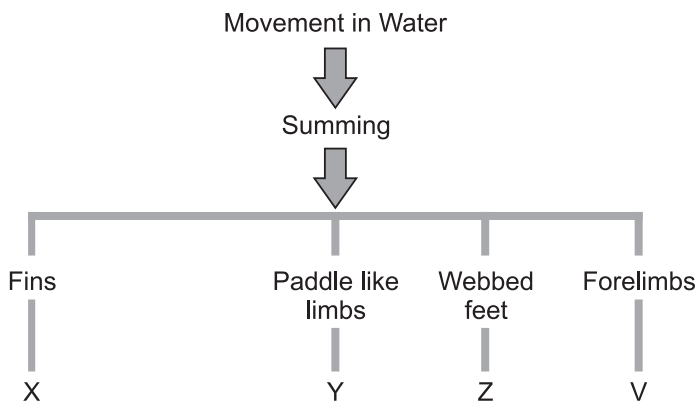 Movement in Water
Summing
Fins
Paddle like
limbs
Webbed
feet
Forelimbs
X
Y
Z
V